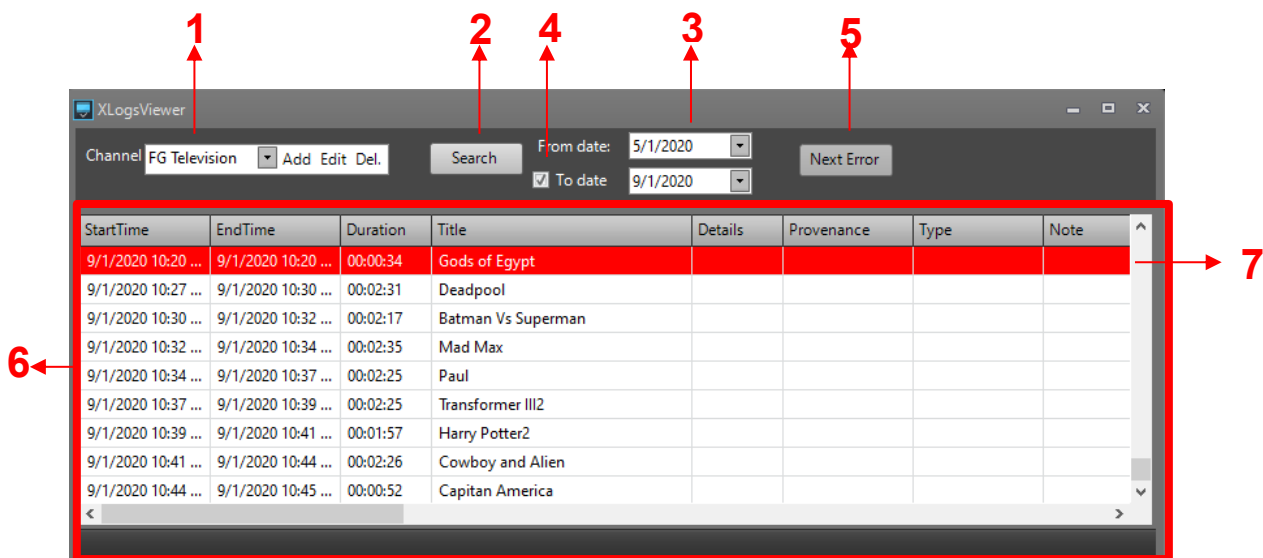 1 2 4 3 5
XLogsViewer
Channel FG Television Add Edit Del. Search From date: 5/1/2020 Next Error
To date 9/1/2020
StartTime EndTime Duration Title Details Provenance Type Note
9/1/2020 10:20 ... 9/1/2020 10:20 ... 00:00:34 Gods of Egypt
7
9/1/2020 10:27 ... 9/1/2020 10:30 ... 00:02:31 Deadpool
9/1/2020 10:30 ... 9/1/2020 10:32 ... 00:02:17 Batman Vs Superman
9/1/2020 10:32 ... 9/1/2020 10:34 ... 00:02:35 Mad Max
6
9/1/2020 10:34 ... 9/1/2020 10:37 ... 00:02:25 Paul
9/1/2020 10:37 ... 9/1/2020 10:39 ... 00:02:25 Transformer III2
9/1/2020 10:39 ... 9/1/2020 10:41 ... 00:01:57 Harry Potter2
9/1/2020 10:41 ... 9/1/2020 10:44 ... 00:02:26 Cowboy and Alien
9/1/2020 10:44 ... 9/1/2020 10:45 ... 00:00:52 Capitan America